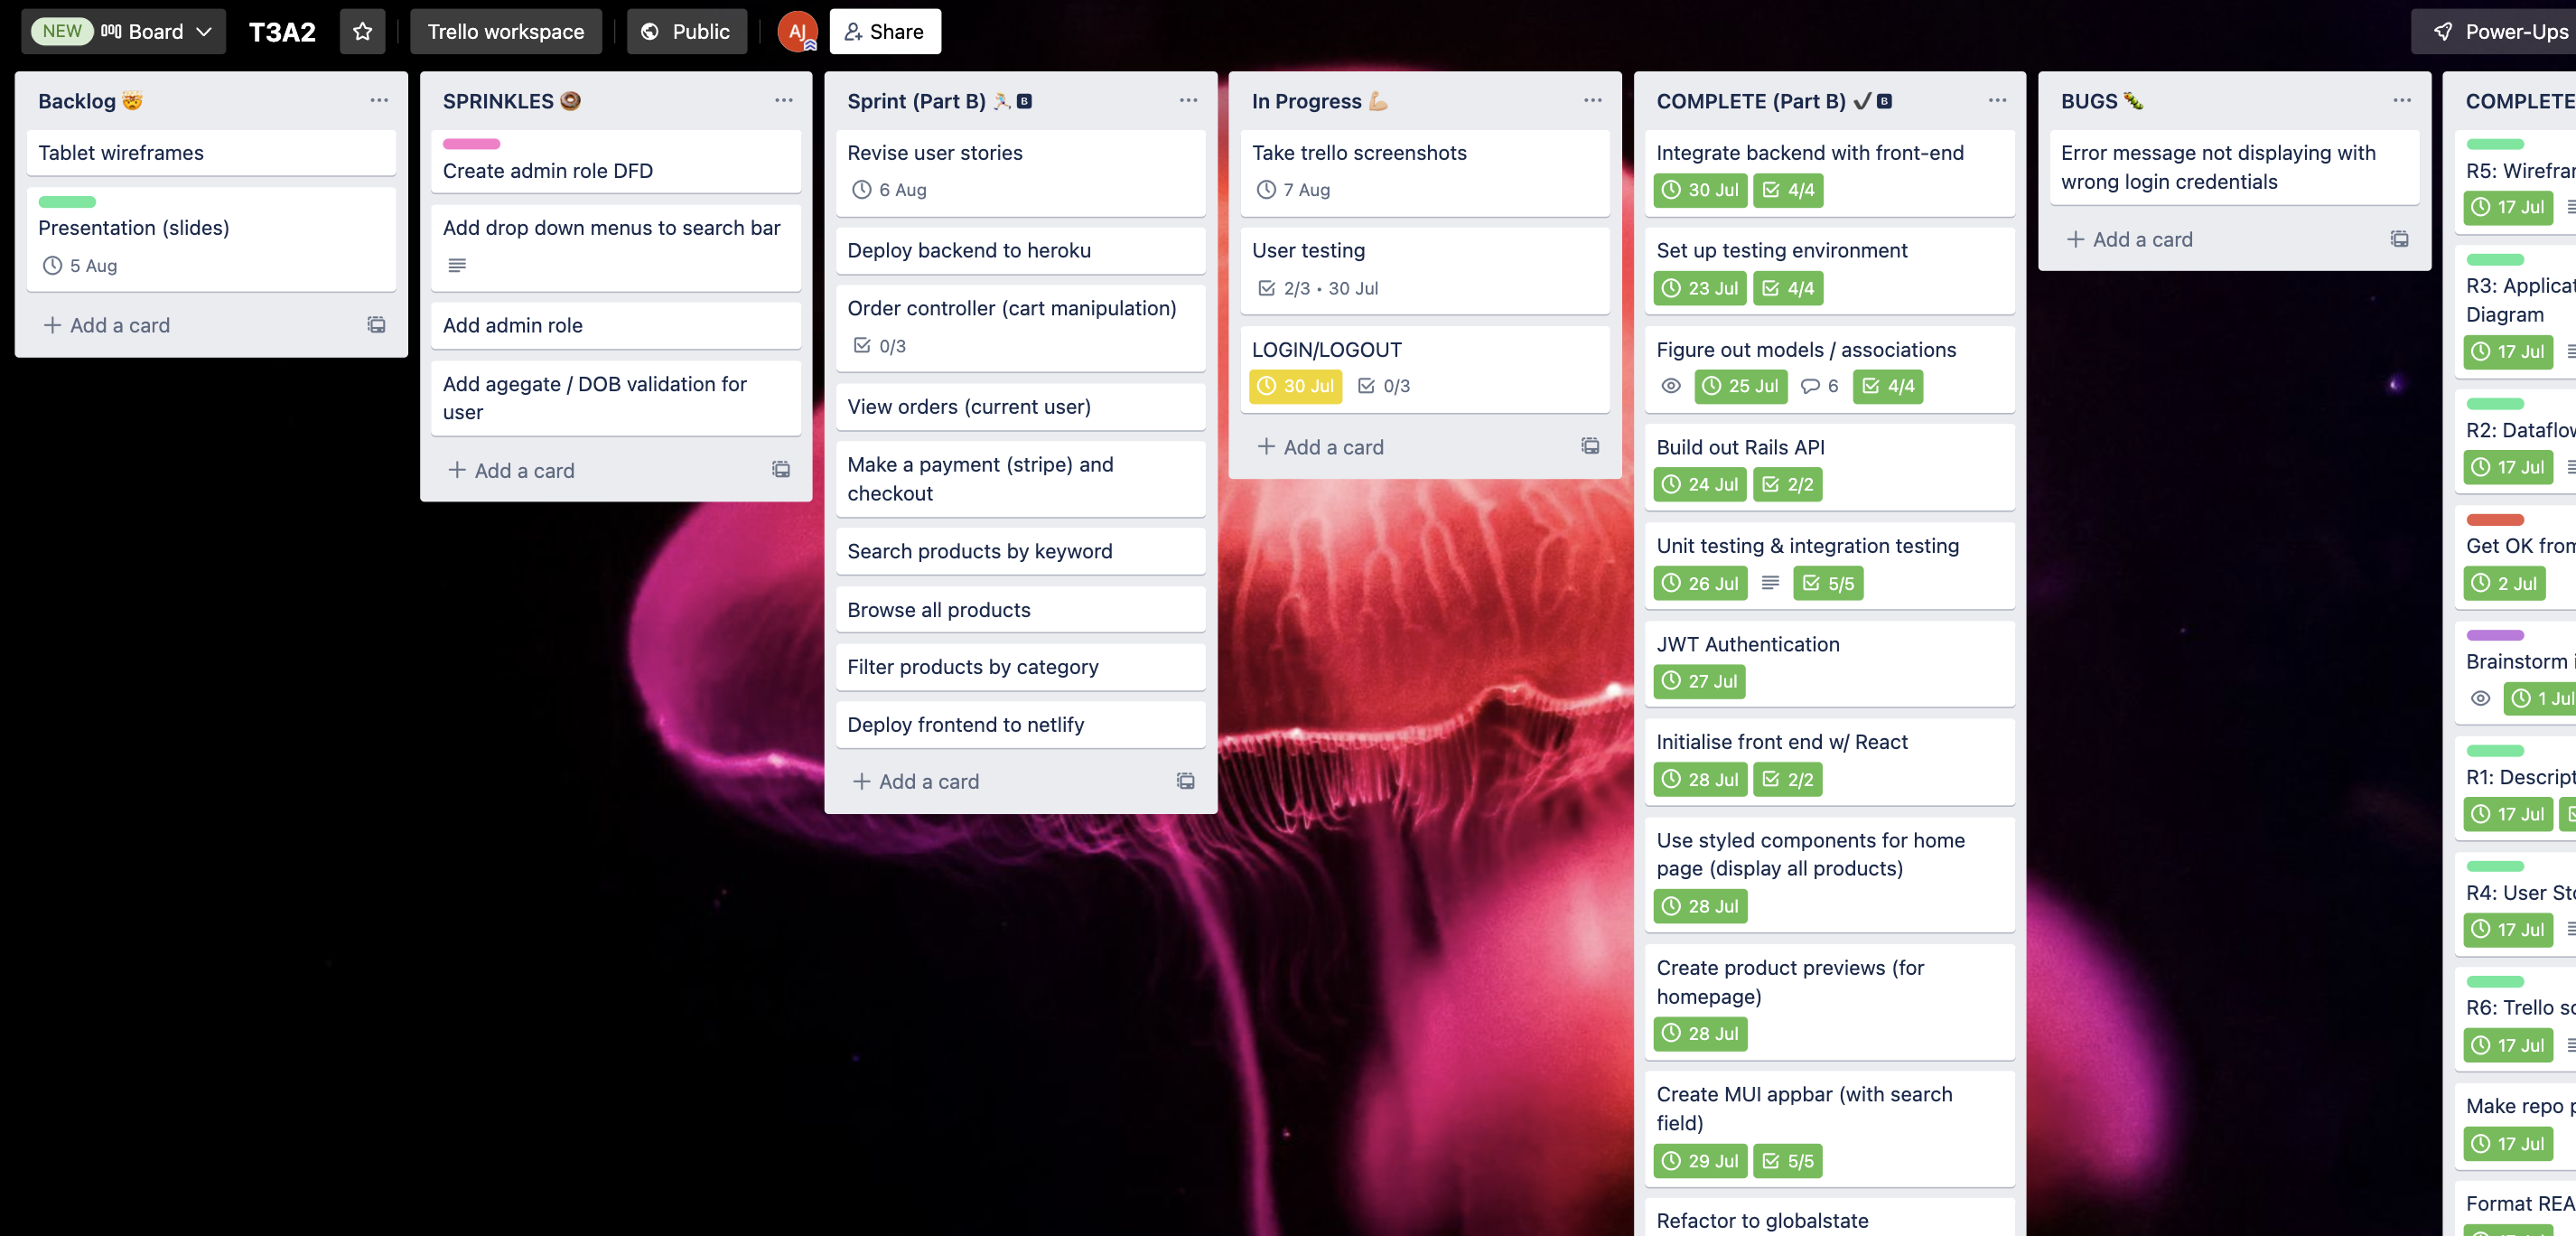 NEW Board T3A2 Trello workspace Public AJ Share Power-Ups
Backlog 🤯
Tablet wireframes
Presentation (slides)
5 Aug
Add a card
SPRINKLES 🍩
Create admin role DFD
Add drop down menus to search bar
Add admin role
Add agegate / DOB validation for
user
Add a card
Sprint (Part B) 🏃🏻‍♂️ B
Revise user stories
6 Aug
Deploy backend to heroku
Order controller (cart manipulation)
0/3
View orders (current user)
Make a payment (stripe) and
checkout
Search products by keyword
Browse all products
Filter products by category
Deploy frontend to netlify
Add a card
In Progress 💪🏼
Take trello screenshots
7 Aug
User testing
2/3 • 30 Jul
LOGIN/LOGOUT
30 Jul 0/3
Add a card
COMPLETE (Part B) ✔️ B
Integrate backend with front-end
30 Jul 4/4
Set up testing environment
23 Jul 4/4
Figure out models / associations
25 Jul 6 4/4
Build out Rails API
24 Jul 2/2
Unit testing & integration testing
26 Jul 5/5
JWT Authentication
27 Jul
Initialise front end w/ React
28 Jul 2/2
Use styled components for home
page (display all products)
28 Jul
Create product previews (for
homepage)
28 Jul
Create MUI appbar (with search
field)
29 Jul 5/5
Refactor to globalstate
BUGS 🐛
Error message not displaying with
wrong login credentials
Add a card
COMPLETE
R5: Wirefra
17 Jul
R3: Applica
Diagram
17 Jul
R2: Dataflo
17 Jul
Get OK from
2 Jul
Brainstorm
1 Jul
R1: Descript
17 Jul
R4: User Sto
17 Jul
R6: Trello sc
17 Jul
Make repo p
17 Jul
Format REA